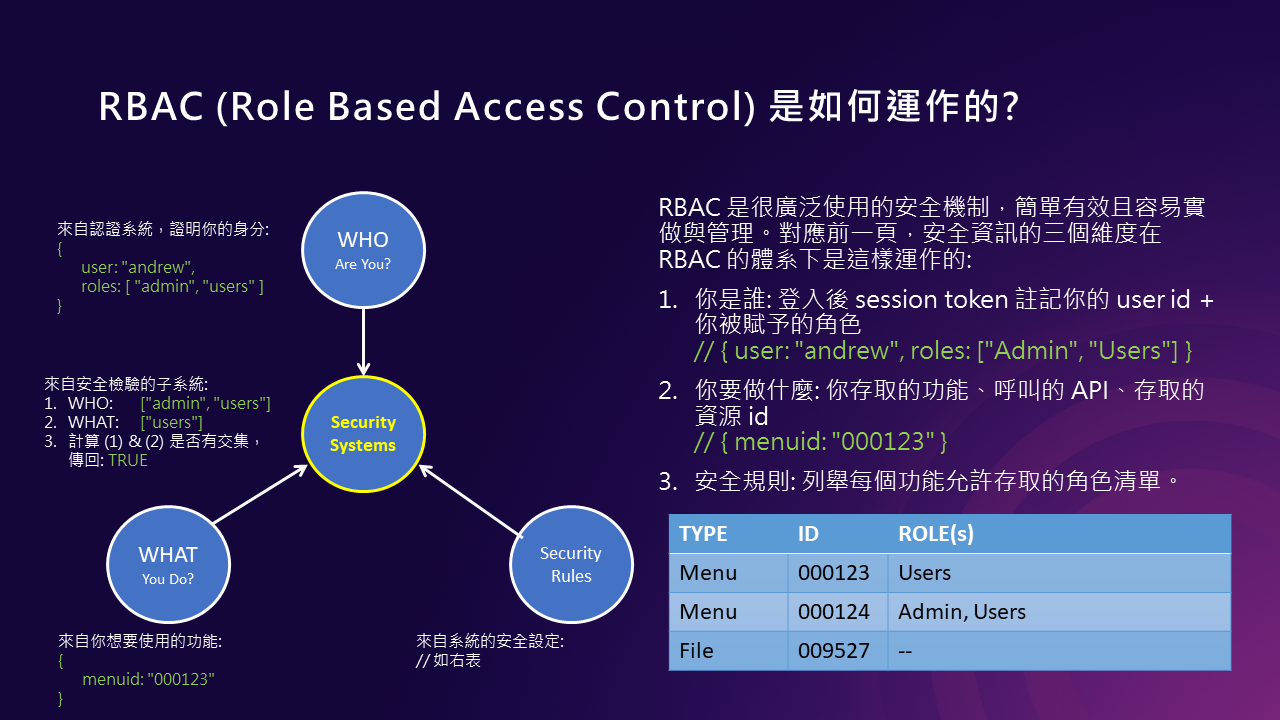 RBAC (Role Based Access Control) 是如何運作的?
來自認證系統，證明你的身分:
{
user: "andrew",
roles: [ "admin", "users" ]
}
WHO
Are You?
來自安全檢驗的子系統:
1. WHO: ["admin", "users"]
2. WHAT: ["users"]
3. 計算 (1) & (2) 是否有交集，
傳回: TRUE
Security
Systems
WHAT
You Do?
Security
Rules
來自你想要使用的功能:
{
menuid: "000123"
}
來自系統的安全設定:
// 如右表
RBAC 是很廣泛使用的安全機制，簡單有效且容易實
做與管理。對應前一頁，安全資訊的三個維度在
RBAC 的體系下是這樣運作的:
1. 你是誰: 登入後 session token 註記你的 user id +
你被賦予的角色
// { user: "andrew", roles: ["Admin", "Users"] }
2. 你要做什麼: 你存取的功能、呼叫的 API、存取的
資源 id
// { menuid: "000123" }
3. 安全規則: 列舉每個功能允許存取的角色清單。
TYPE ID ROLE(s)
Menu 000123 Users
Menu 000124 Admin, Users
File 009527 --